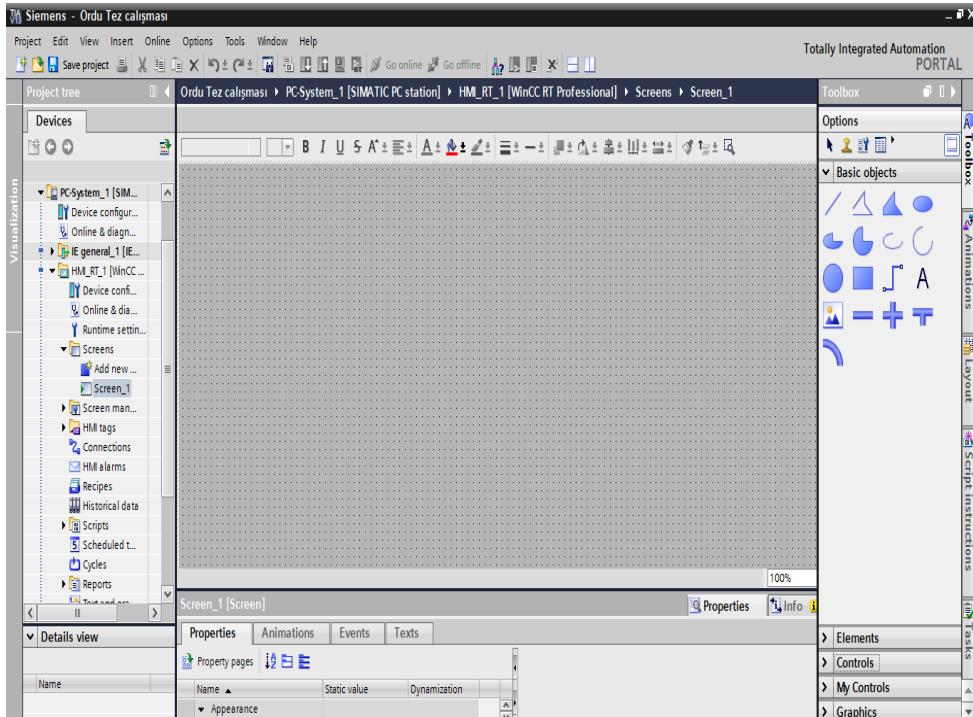 Siemens - Ordu Tez calışması
Project Edit View Insert Online Options Tools Window Help
Totally Integrated Automation
PORTAL
Save project Go online Go offline
Project tree
Ordu Tez calışması PC-System_1 [SIMATIC PC station] HMI_RT_1 [WinCC RT Professional] Screens Screen_1
Toolbox
Devices
Options
B I U S A
Basic objects
PC-System_1 [SIM...
Device configur...
Online & diagn...
IE general_1 [IE...
HMI_RT_1 [WinCC ...
Device confi...
Online & dia...
Runtime settin...
Screens
Add new ...
Screen_1
Screen man...
HMI tags
Connections
HMI alarms
Recipes
Historical data
Scripts
Scheduled t...
Cycles
Reports
Visualization
A
Toolbox
Animations
Layout
Script instructions
Tasks
100%
Screen_1 [Screen]
Properties Info
Properties Animations Events Texts
Property pages
Name Static value Dynamization
Appearance
Details view
Name
Elements
Controls
My Controls
Graphics